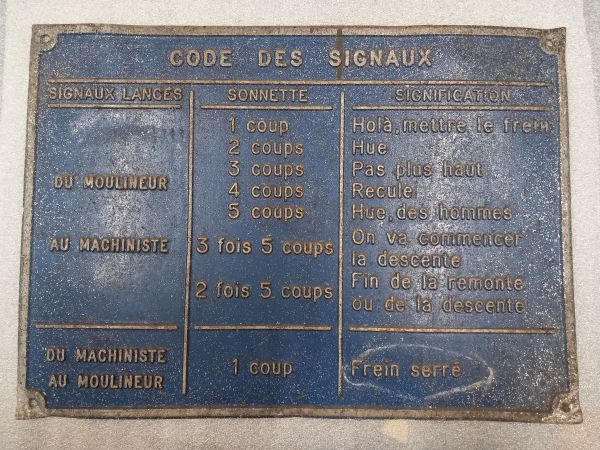 CODE DES SIGNAUX
SIGNAUX LANCÉS SONNETTE SIGNIFICATION
1 coup Holà, mettre le frein
2 coups Hue
3 coups Pas plus haut
DU MOULINEUR
4 coups Recule
5 coups Hue, des hommes
AU MACHINISTE 3 fois 5 coups On va commencer
la descente
2 fois 5 coups Fin de la remonte
ou de la descente
DU MACHINISTE
AU MOULINEUR
1 coup Frein serré